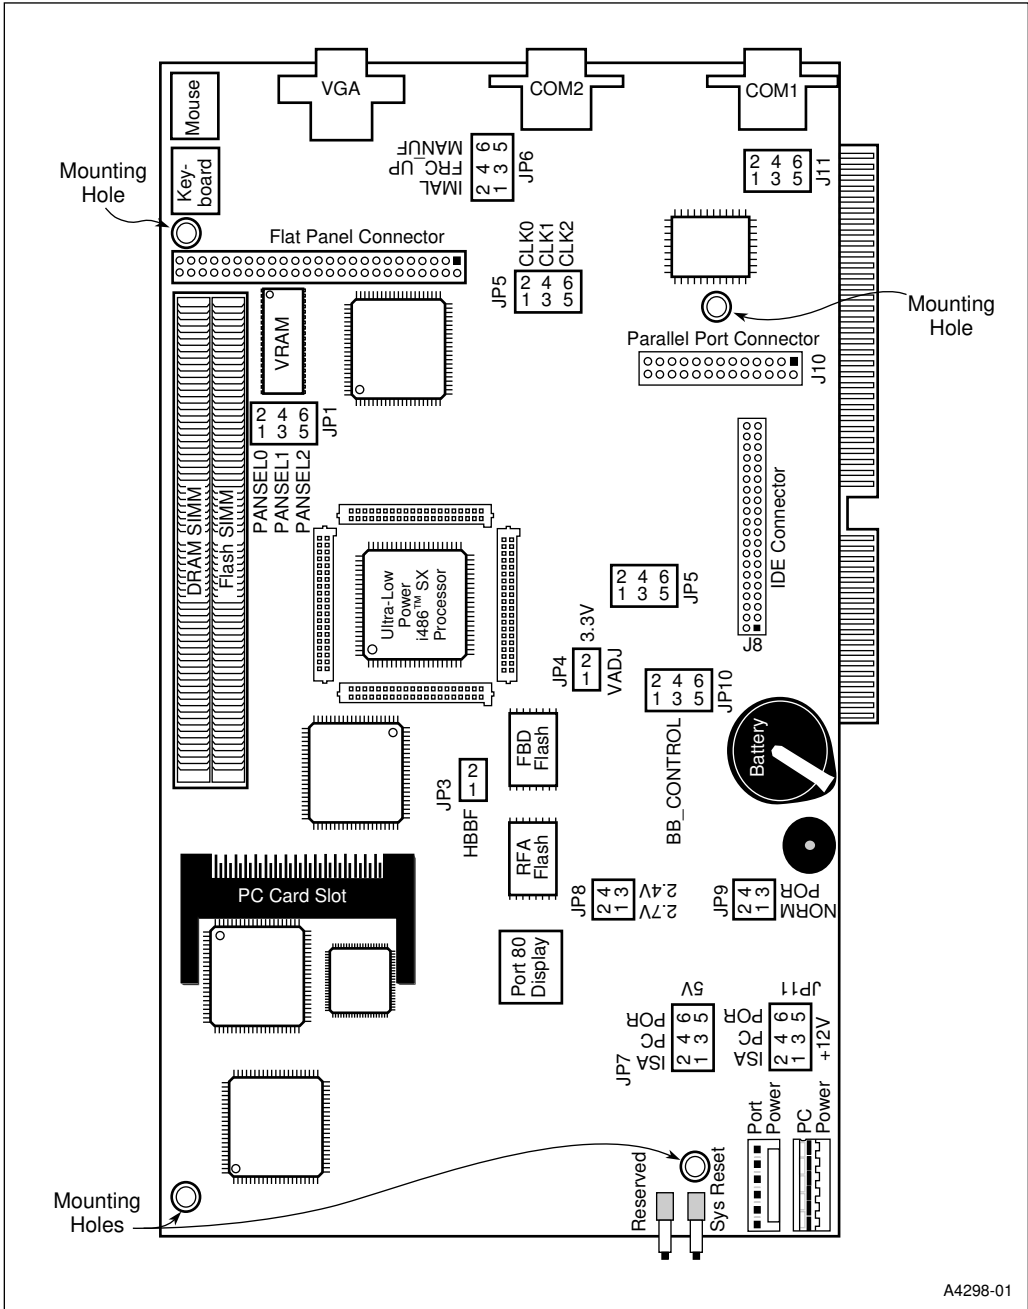 Mouse
VGA
COM2
COM1
Key-
board
Mounting
Hole
IMAL
FRC_UP
MANUF
2 4 6
1 3 5
JP6
2 4 6
1 3 5
J11
Flat Panel Connector
CLK0
CLK1
CLK2
JP5
2 4 6
1 3 5
Mounting
Hole
VRAM
Parallel Port Connector
J10
2 4 6
1 3 5
JP1
PANSEL0
PANSEL1
PANSEL2
DRAM SIMM
Flash SIMM
IDE Connector
J8
Ultra-Low
Power
i486™ SX
Processor
2 4 6
1 3 5
JP5
JP4
2
1
3.3V
VADJ
2 4 6
1 3 5
JP10
BB_CONTROL
Battery
FBD
Flash
JP3
2
1
HBBF
RFA
Flash
PC Card Slot
JP8
2 4
1 3
2.7V
2.4V
JP9
2 4
1 3
NORM
POR
Port 80
Display
5V
ISA
PC
POR
2 4 6
1 3 5
JP7
JP11
ISA
PC
POR
2 4 6
1 3 5
+12V
Port
Power
PC
Power
Reserved
Sys Reset
Mounting
Holes
A4298-01